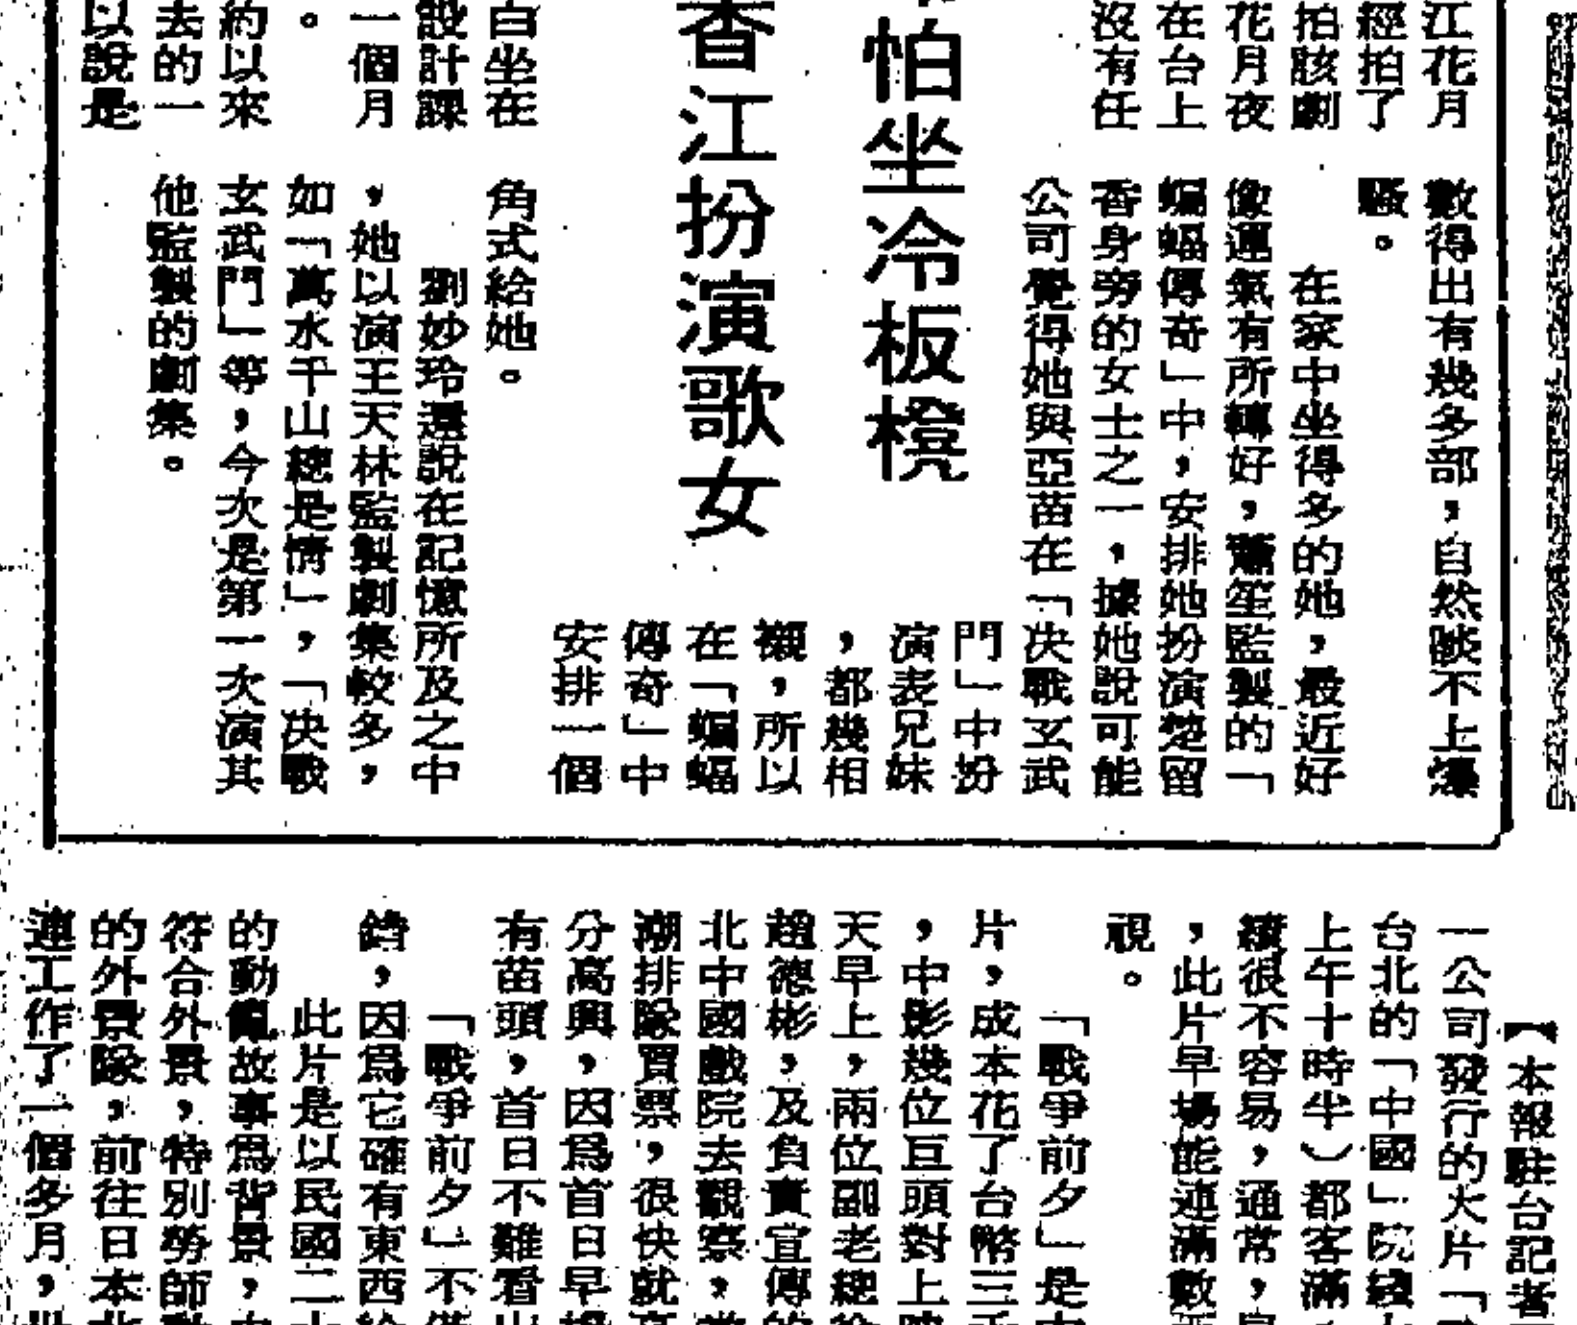 江花月
經拍了
拍該劇
花月夜
在台上
沒有任
數得出有幾多部，自然談不上爆
騷。
在家中坐得多的她，最近好
像運氣有所轉好，蕭笙監製的「
蝙蝠傳奇」中，安排她扮演楚留
香身旁的女士之一，據她說可能
公司覺得她與亞苗在「决戰玄武
門」中扮
演表兄妹
，都幾相
襯，所以
在「蝙蝠
傳奇」中
安排一個
怕坐冷板櫈
香江扮演歌女
白坐在
設計課
一個月
。
約以來
去的一
以說是
角式給她。
劉妙玲還說在記憶所及之中
，她以演王天林監製劇集較多，
如「萬水千山總是情」，「决戰
玄武門」等，今次是第一次演其
他監製的劇集。
【本報駐台記者
一公司發行的火片「
台北的「中國」院綫
上午十時半）都客滿
續很不容易，通常，
，此片早場能連滿數
視。
「戰爭前夕」是
片，成本花了台幣三
，中影幾位巨頭對上
天早上，兩位副老總
趙德彬，及負責宣傳的
北中國戲院去觀察，
潮排隊買票，很快就
分高興，因爲首日早
有苗頭，首日不難看
「戰爭前夕」不
錯，因爲它確有東西
此片是以民國二
的動亂故事爲背景，
符合外景，特別勞師
的外景隊，前往日本北
連工作了一個多月，